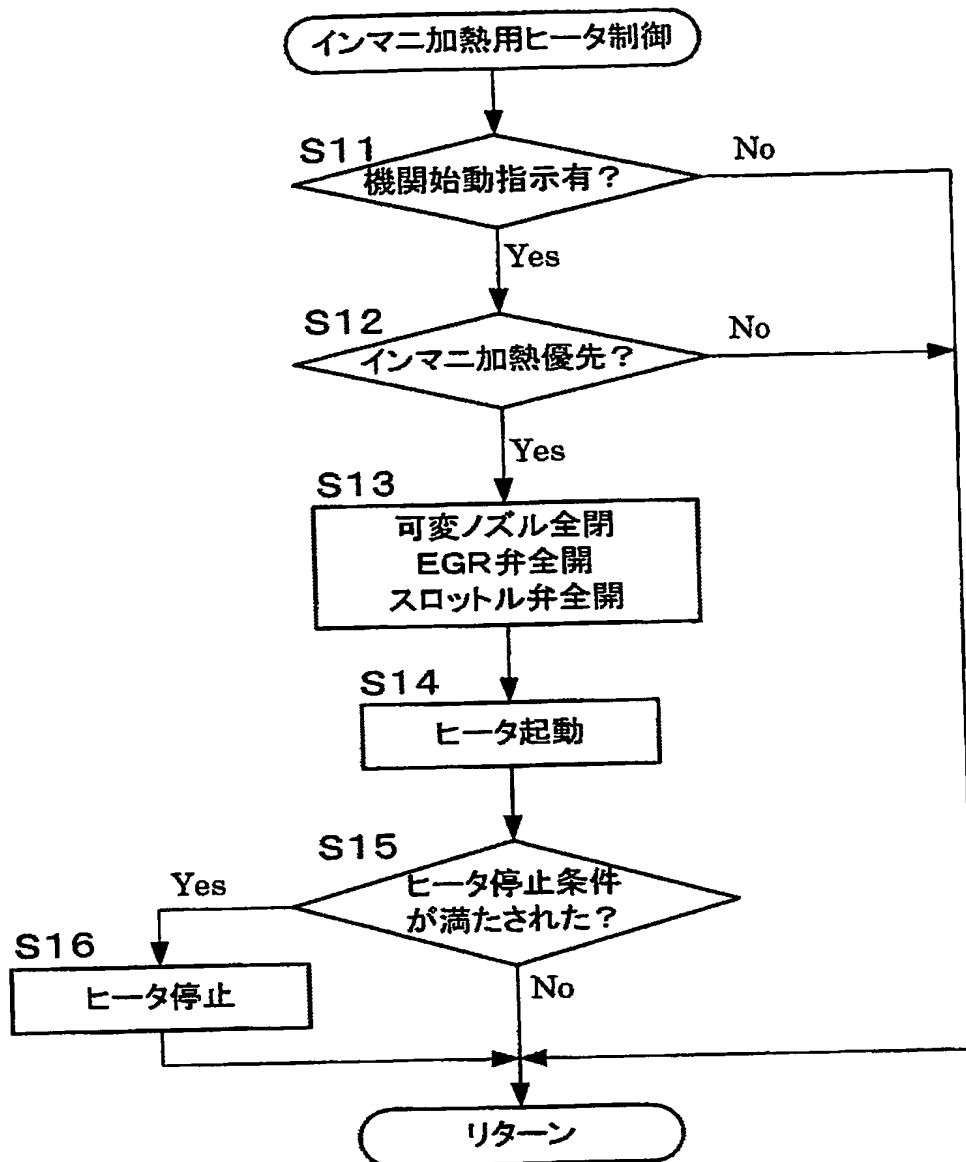 インマニ加熱用ヒータ制御
S11
機関始動指示有?
No
Yes
S12
インマニ加熱優先?
No
Yes
S13
可変ノズル全閉
EGR弁全開
スロットル弁全開
S14
ヒータ起動
S15
ヒータ停止条件
が満たされた?
Yes
No
S16
ヒータ停止
リターン